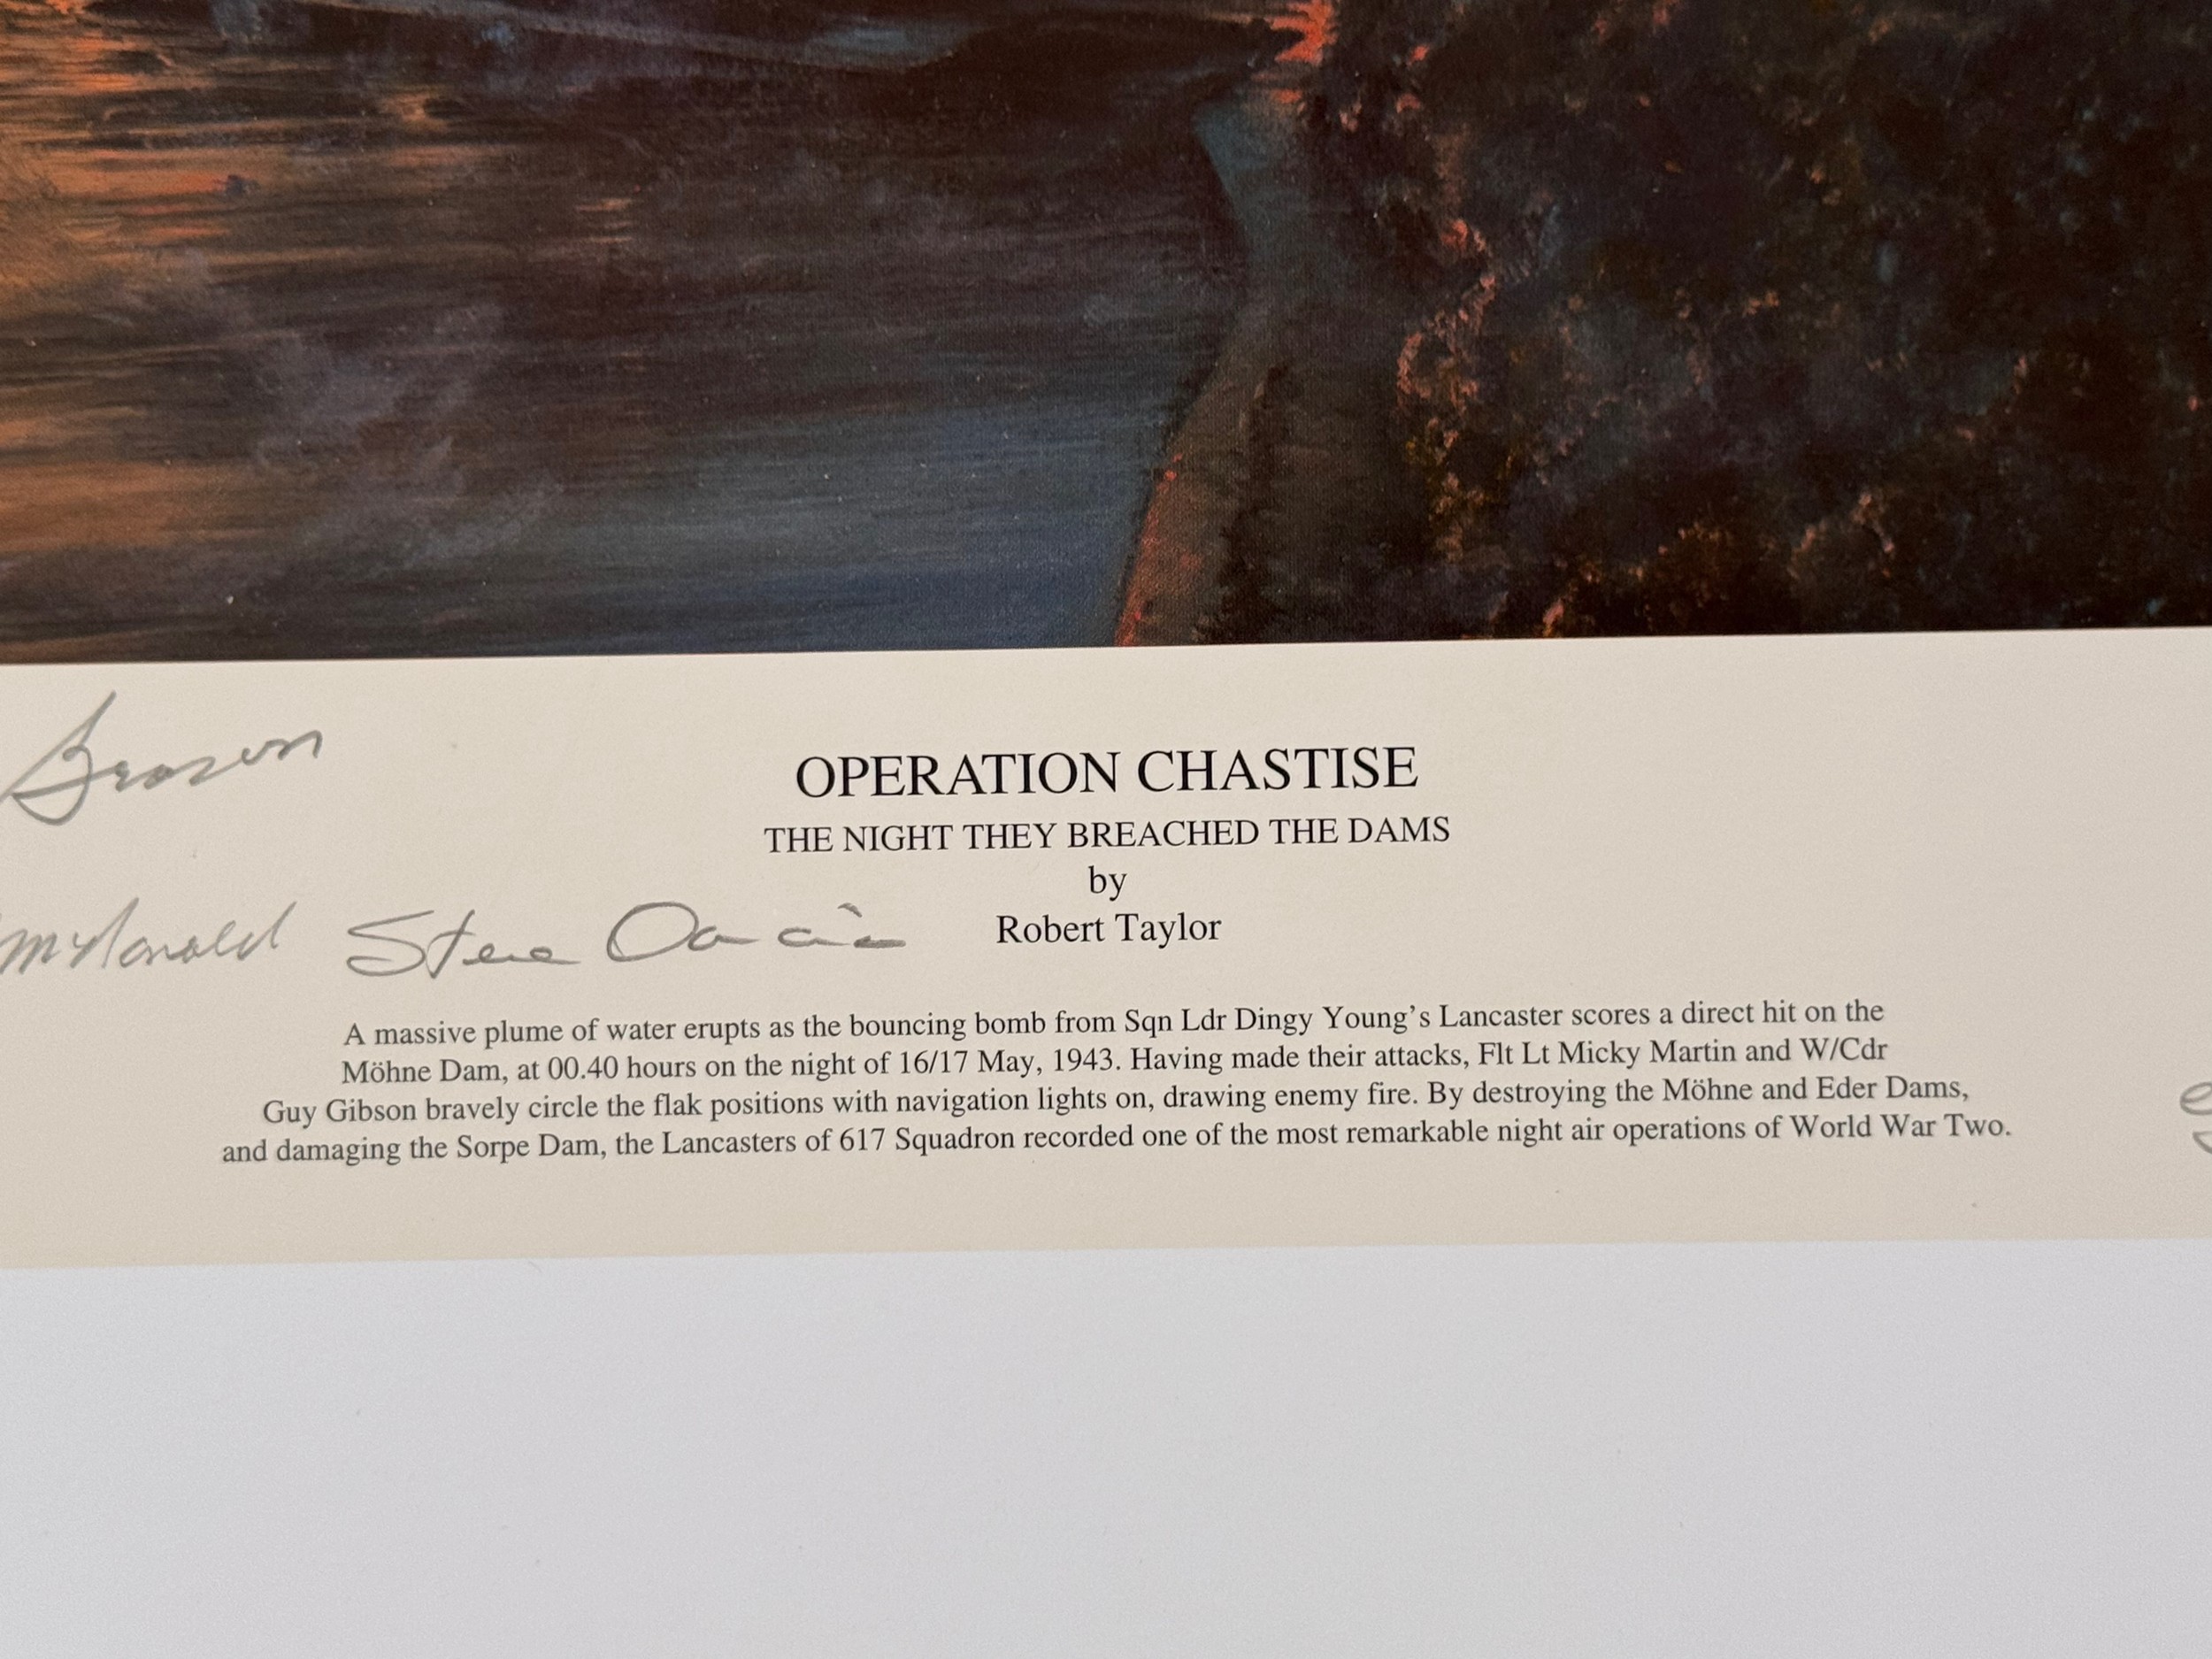 OPERATION CHASTISE
THE NIGHT THEY BREACHED THE DAMS
by
Robert Taylor
McDonald Steve
A massive plume of water erupts as the bouncing bomb from Sqn Ldr Dingy Young's Lancaster scores a direct hit on the
Möhne Dam, at 00.40 hours on the night of 16/17 May, 1943. Having made their attacks, Flt Lt Micky Martin and W/Cdr
Guy Gibson bravely circle the flak positions with navigation lights on, drawing enemy fire. By destroying the Möhne and Eder Dams,
and damaging the Sorpe Dam, the Lancasters of 617 Squadron recorded one of the most remarkable night air operations of World War Two.